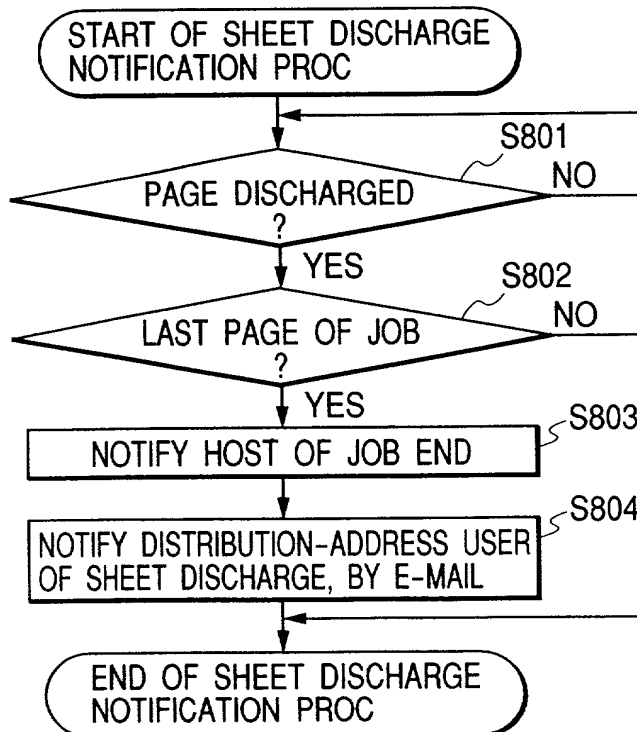 START OF SHEET DISCHARGE
NOTIFICATION PROC
S801
PAGE DISCHARGED
?
NO
YES
S802
LAST PAGE OF JOB
?
NO
YES
S803
NOTIFY HOST OF JOB END
S804
NOTIFY DISTRIBUTION-ADDRESS USER
OF SHEET DISCHARGE, BY E-MAIL
END OF SHEET DISCHARGE
NOTIFICATION PROC